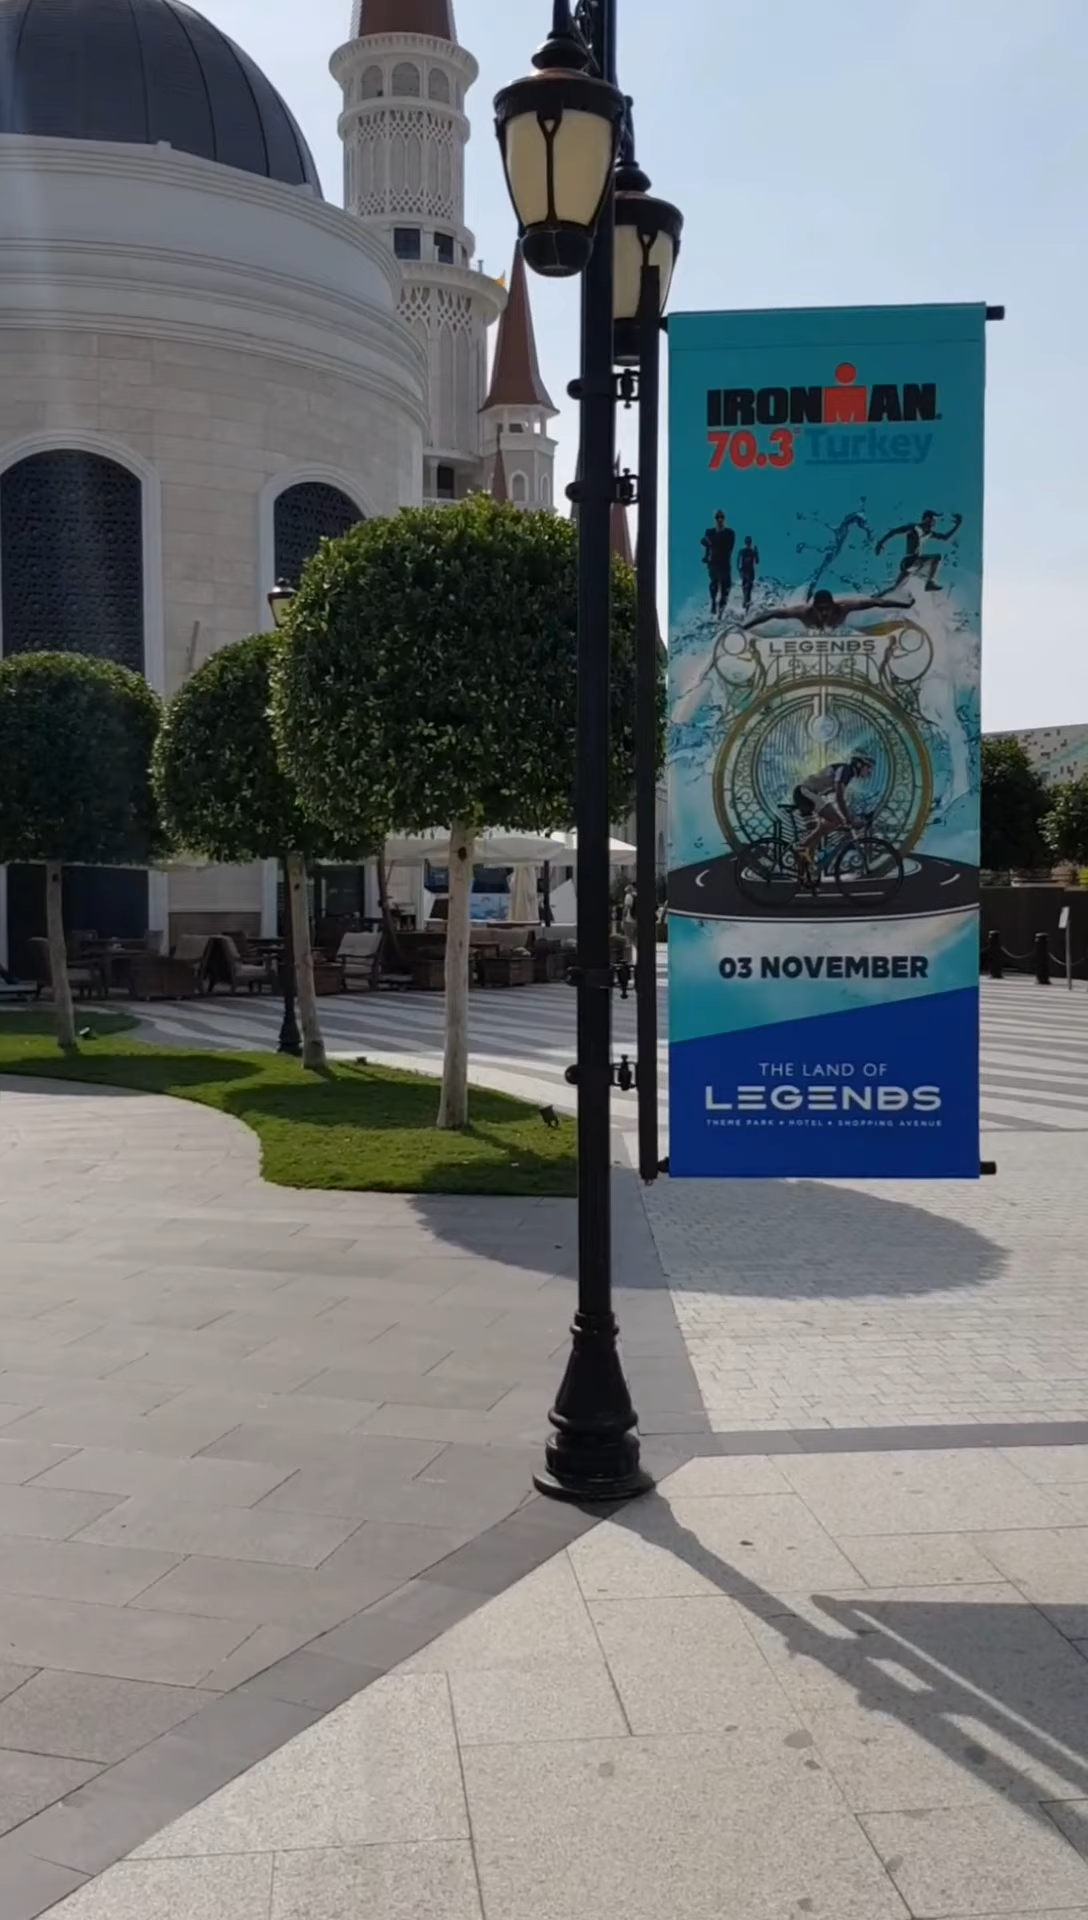 IRONMAN®
70.3® Turkey
LEGENDS
03 NOVEMBER
THE LAND OF
LEGENDS
THEME PARK • HOTEL • SHOPPING AVENUE